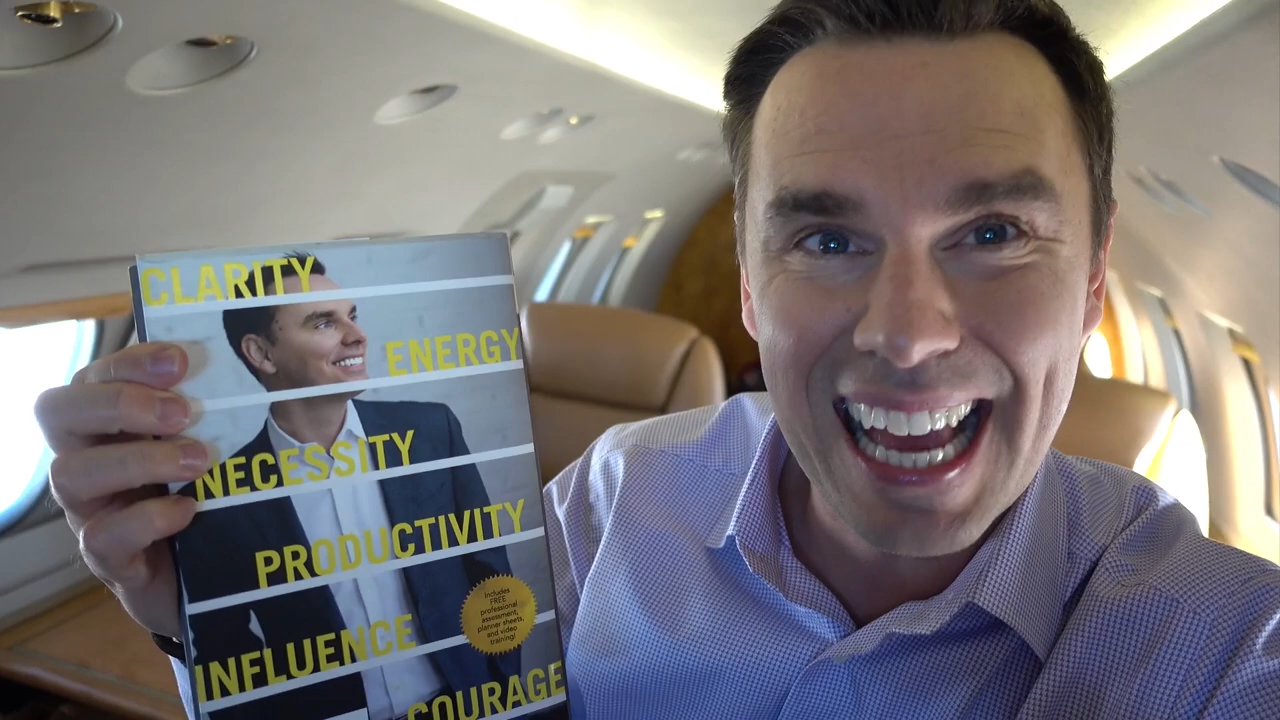 CLARITY
ENERGY
NECESSITY
PRODUCTIVITY
Includes
FREE
professional
assessment,
planner sheets,
and video
training!
INFLUENCE
COURAGE